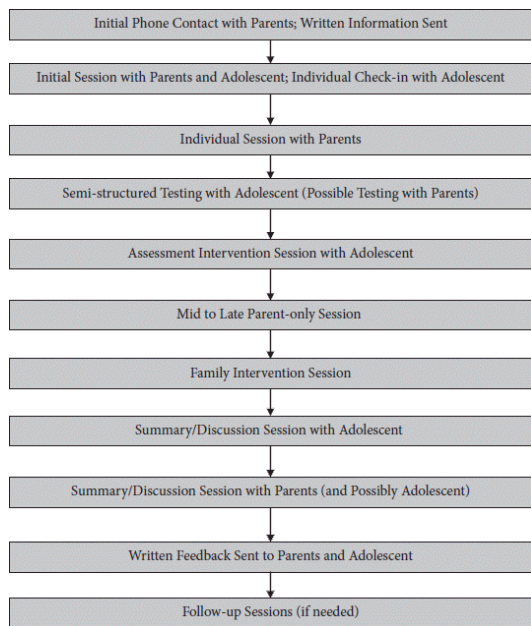 Initial Phone Contact with Parents; Written Information Sent
Initial Session with Parents and Adolescent; Individual Check-in with Adolescent
Individual Session with Parents
Semi-structured Testing with Adolescent (Possible Testing with Parents)
Assessment Intervention Session with Adolescent
Mid to Late Parent-only Session
Family Intervention Session
Summary/Discussion Session with Adolescent
Summary/Discussion Session with Parents (and Possibly Adolescent)
Written Feedback Sent to Parents and Adolescent
Follow-up Sessions (if needed)